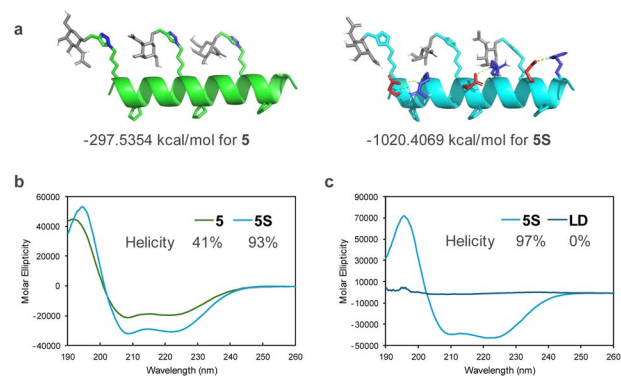 a
-297.5354 kcal/mol for 5
-1020.4069 kcal/mol for 5S
b
60000
40000
20000
0
-20000
-40000
Molar Ellipticity
5 5S
Helicity 41% 93%
190 200 210 220 230 240 250 260
Wavelength (nm)
c
90000
70000
50000
30000
10000
-10000
-30000
-50000
Molar Ellipticity
5S LD
Helicity 97% 0%
190 200 210 220 230 240 250 260
Wavelength (nm)